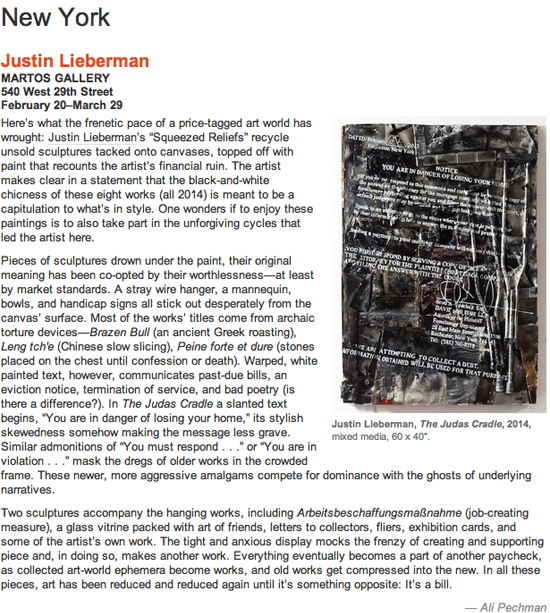 New York
Justin Lieberman
MARTOS GALLERY
540 West 29th Street
February 20–March 29
Here's what the frenetic pace of a price-tagged art world has
wrought: Justin Lieberman's “Squeezed Reliefs” recycle
unsold sculptures tacked onto canvases, topped off with
paint that recounts the artist's financial ruin. The artist
makes clear in a statement that the black-and-white
chicness of these eight works (all 2014) is meant to be a
capitulation to what's in style. One wonders if to enjoy these
paintings is to also take part in the unforgiving cycles that
led the artist here.
Pieces of sculptures drown under the paint, their original
meaning has been co-opted by their worthlessness—at least
by market standards. A stray wire hanger, a mannequin,
bowls, and handicap signs all stick out desperately from the
canvas' surface. Most of the works' titles come from archaic
torture devices—Brazen Bull (an ancient Greek roasting),
Leng tch'e (Chinese slow slicing), Peine forte et dure (stones
placed on the chest until confession or death). Warped, white
painted text, however, communicates past-due bills, an
eviction notice, termination of service, and bad poetry (is
there a difference?). In The Judas Cradle a slanted text
begins, “You are in danger of losing your home,” its stylish
skewedness somehow making the message less grave.
Similar admonitions of “You must respond . . .” or “You are in
violation . . .” mask the dregs of older works in the crowded
frame. These newer, more aggressive amalgams compete for dominance with the ghosts of underlying
narratives.
Two sculptures accompany the hanging works, including Arbeitsbeschaffungsmaßnahme (job-creating
measure), a glass vitrine packed with art of friends, letters to collectors, fliers, exhibition cards, and
some of the artist's own work. The tight and anxious display mocks the frenzy of creating and supporting
piece and, in doing so, makes another work. Everything eventually becomes a part of another paycheck,
as collected art-world ephemera become works, and old works get compressed into the new. In all these
pieces, art has been reduced and reduced again until it's something opposite: It's a bill.
— Ali Pechman
NOTICE
YOU ARE IN DANGER OF LOSING YOUR HOME
YOU MUST RESPOND BY SERVING A COPY OF THE
THE ATTORNEY FOR THE PLAINTIFF
WE ARE ATTEMPTING TO COLLECT A DEBT.
INFORMATION OBTAINED WILL BE USED FOR THAT PURPOSE
Justin Lieberman, The Judas Cradle, 2014,
mixed media, 60 x 40".